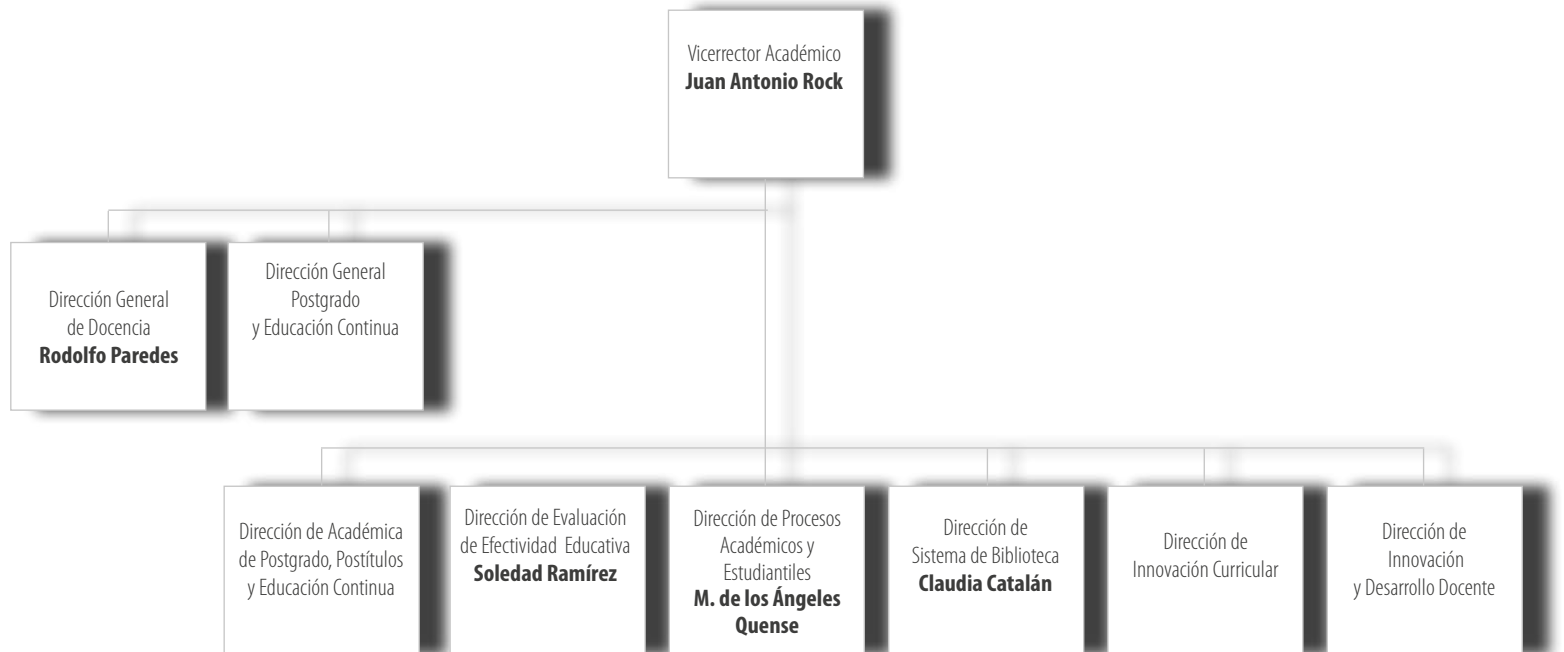 Vicerrector Académico
Juan Antonio Rock
Dirección General
de Docencia
Rodolfo Paredes
Dirección General
Postgrado
y Educación Continua
Dirección de Académica
de Postgrado, Postítulos
y Educación Continua
Dirección de Evaluación
de Efectividad Educativa
Soledad Ramírez
Dirección de Procesos
Académicos y
Estudiantiles
M. de los Ángeles
Quense
Dirección de
Sistema de Biblioteca
Claudia Catalán
Dirección de
Innovación Curricular
Dirección de
Innovación
y Desarrollo Docente